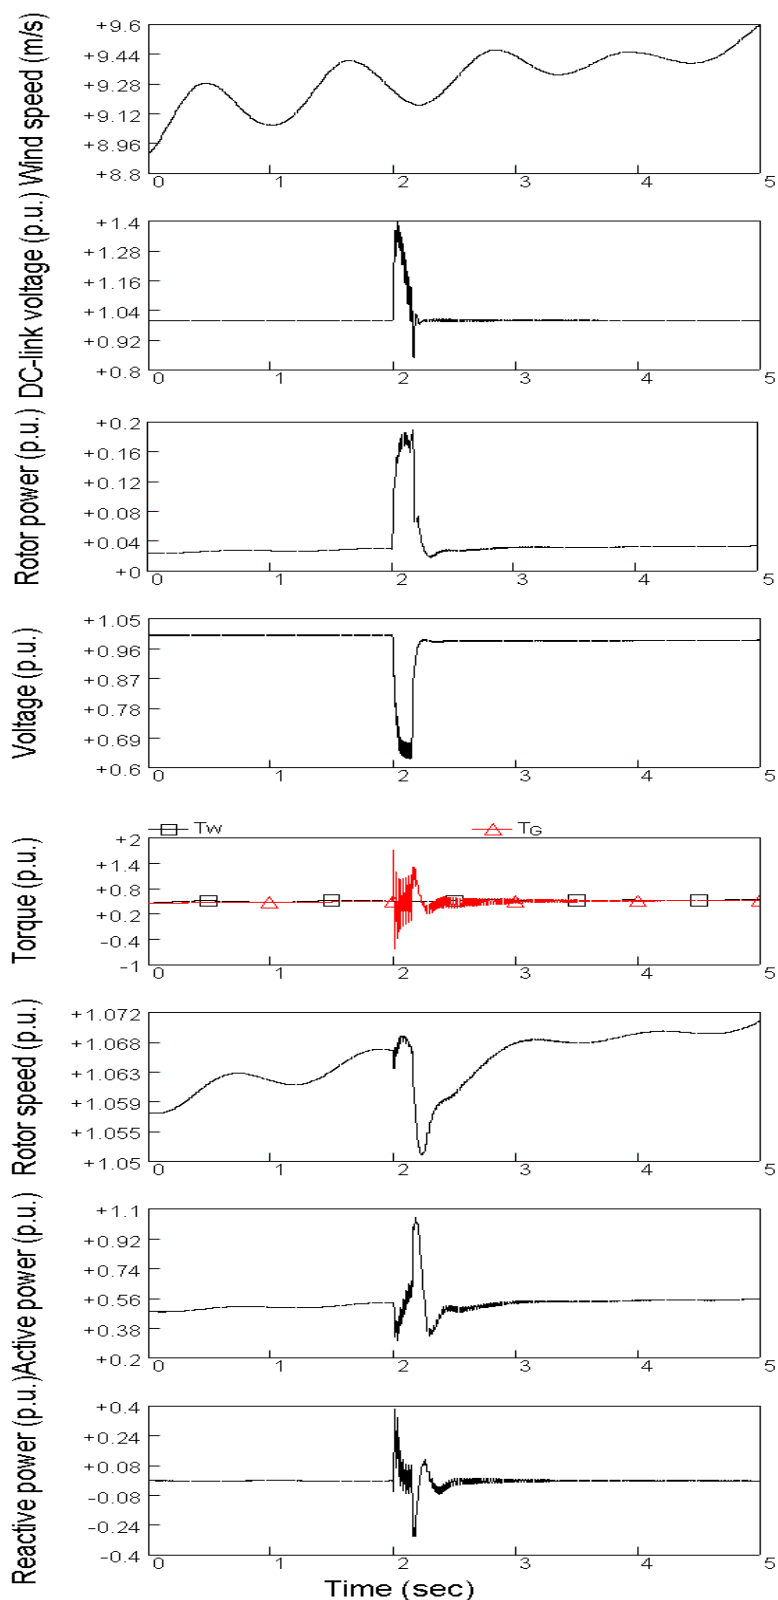 Wind speed (m/s)
+9.6
+9.44
+9.28
+9.12
+8.96
+8.8
0 1 2 3 4 5
DC-link voltage (p.u.)
+1.4
+1.28
+1.16
+1.04
+0.92
+0.8
0 1 2 3 4 5
Rotor power (p.u.)
+0.2
+0.16
+0.12
+0.08
+0.04
+0
0 1 2 3 4 5
Voltage (p.u.)
+1.05
+0.96
+0.87
+0.78
+0.69
+0.6
0 1 2 3 4 5
Tw TG
Torque (p.u.)
+2
+1.4
+0.8
+0.2
-0.4
-1
0 1 2 3 4 5
Rotor speed (p.u.)
+1.072
+1.068
+1.063
+1.059
+1.055
+1.05
0 1 2 3 4 5
Active power (p.u.)
+1.1
+0.92
+0.74
+0.56
+0.38
+0.2
0 1 2 3 4 5
Reactive power (p.u.)
+0.4
+0.24
+0.08
-0.08
-0.24
-0.4
0 1 2 3 4 5
Time (sec)